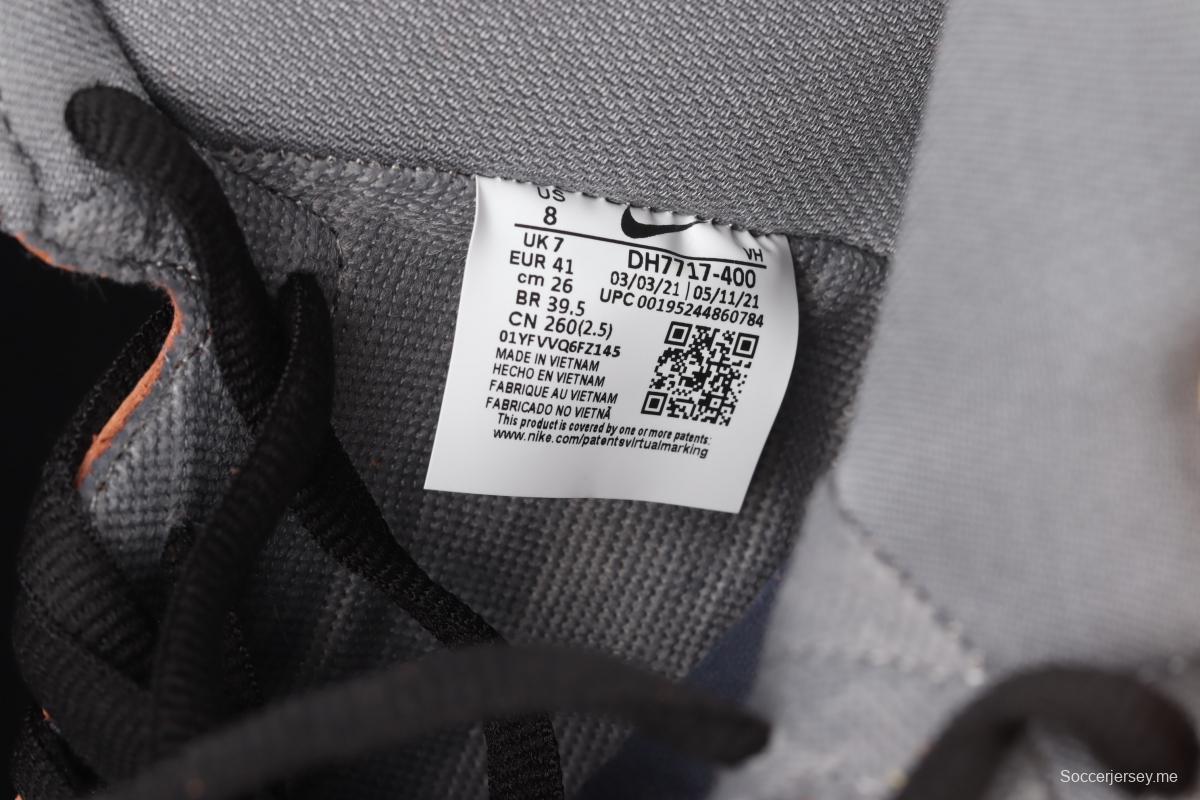 US
8
VH
UK 7
EUR 41
cm 26
BR 39.5
CN 260(2.5)
DH7717-400
03/03/21 | 05/11/21
UPC 00195244860784
01YFVVQ6FZ145
MADE IN VIETNAM
HECHO EN VIETNAM
FABRIQUE AU VIETNAM
FABRICADO NO VIETNÃ
This product is covered by one or more patents:
www.nike.com/patentsvirtualmarking
Soccerjersey.me